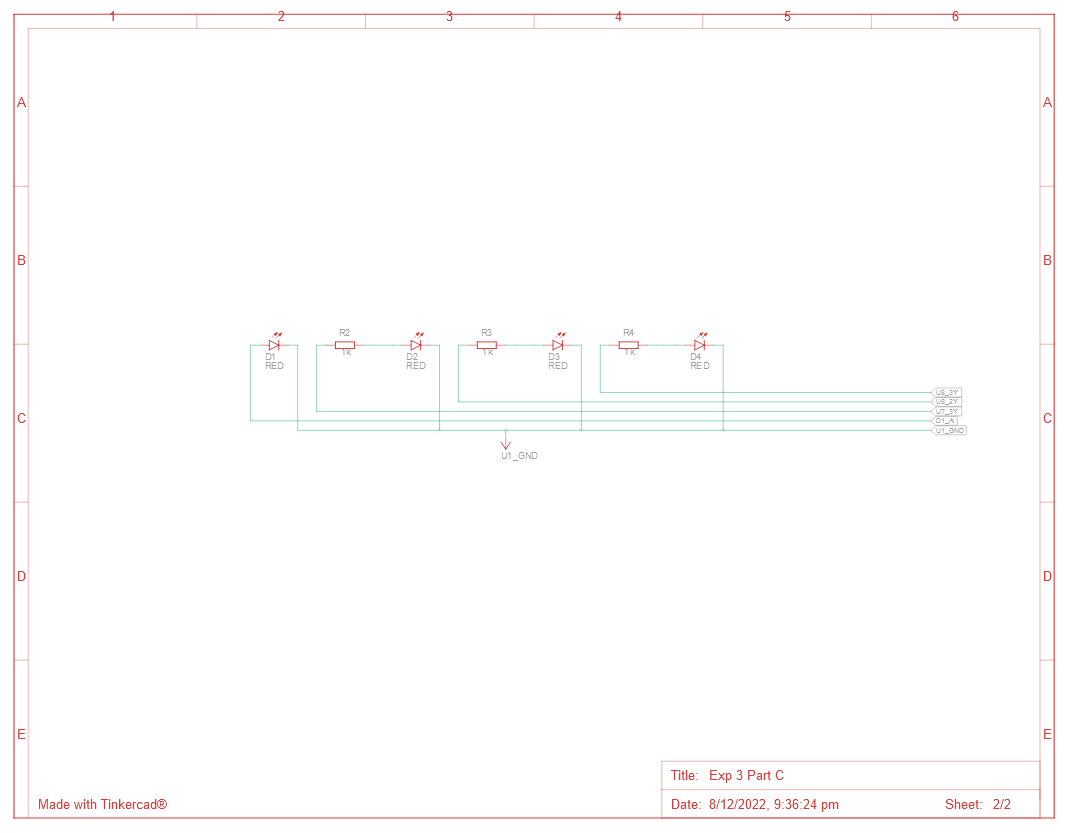 1 2 3 4 5 6
A A
B B
R2 R3 R4
1k 1k 1k
D1 D2 D3 D4
RED RED RED RED
U8_3Y
U8_2Y
U7_3Y
C C
D1_A
U1_GND
U1_GND
D D
E E
Title: Exp 3 Part C
Made with Tinkercad® Date: 8/12/2022, 9:36:24 pm Sheet: 2/2